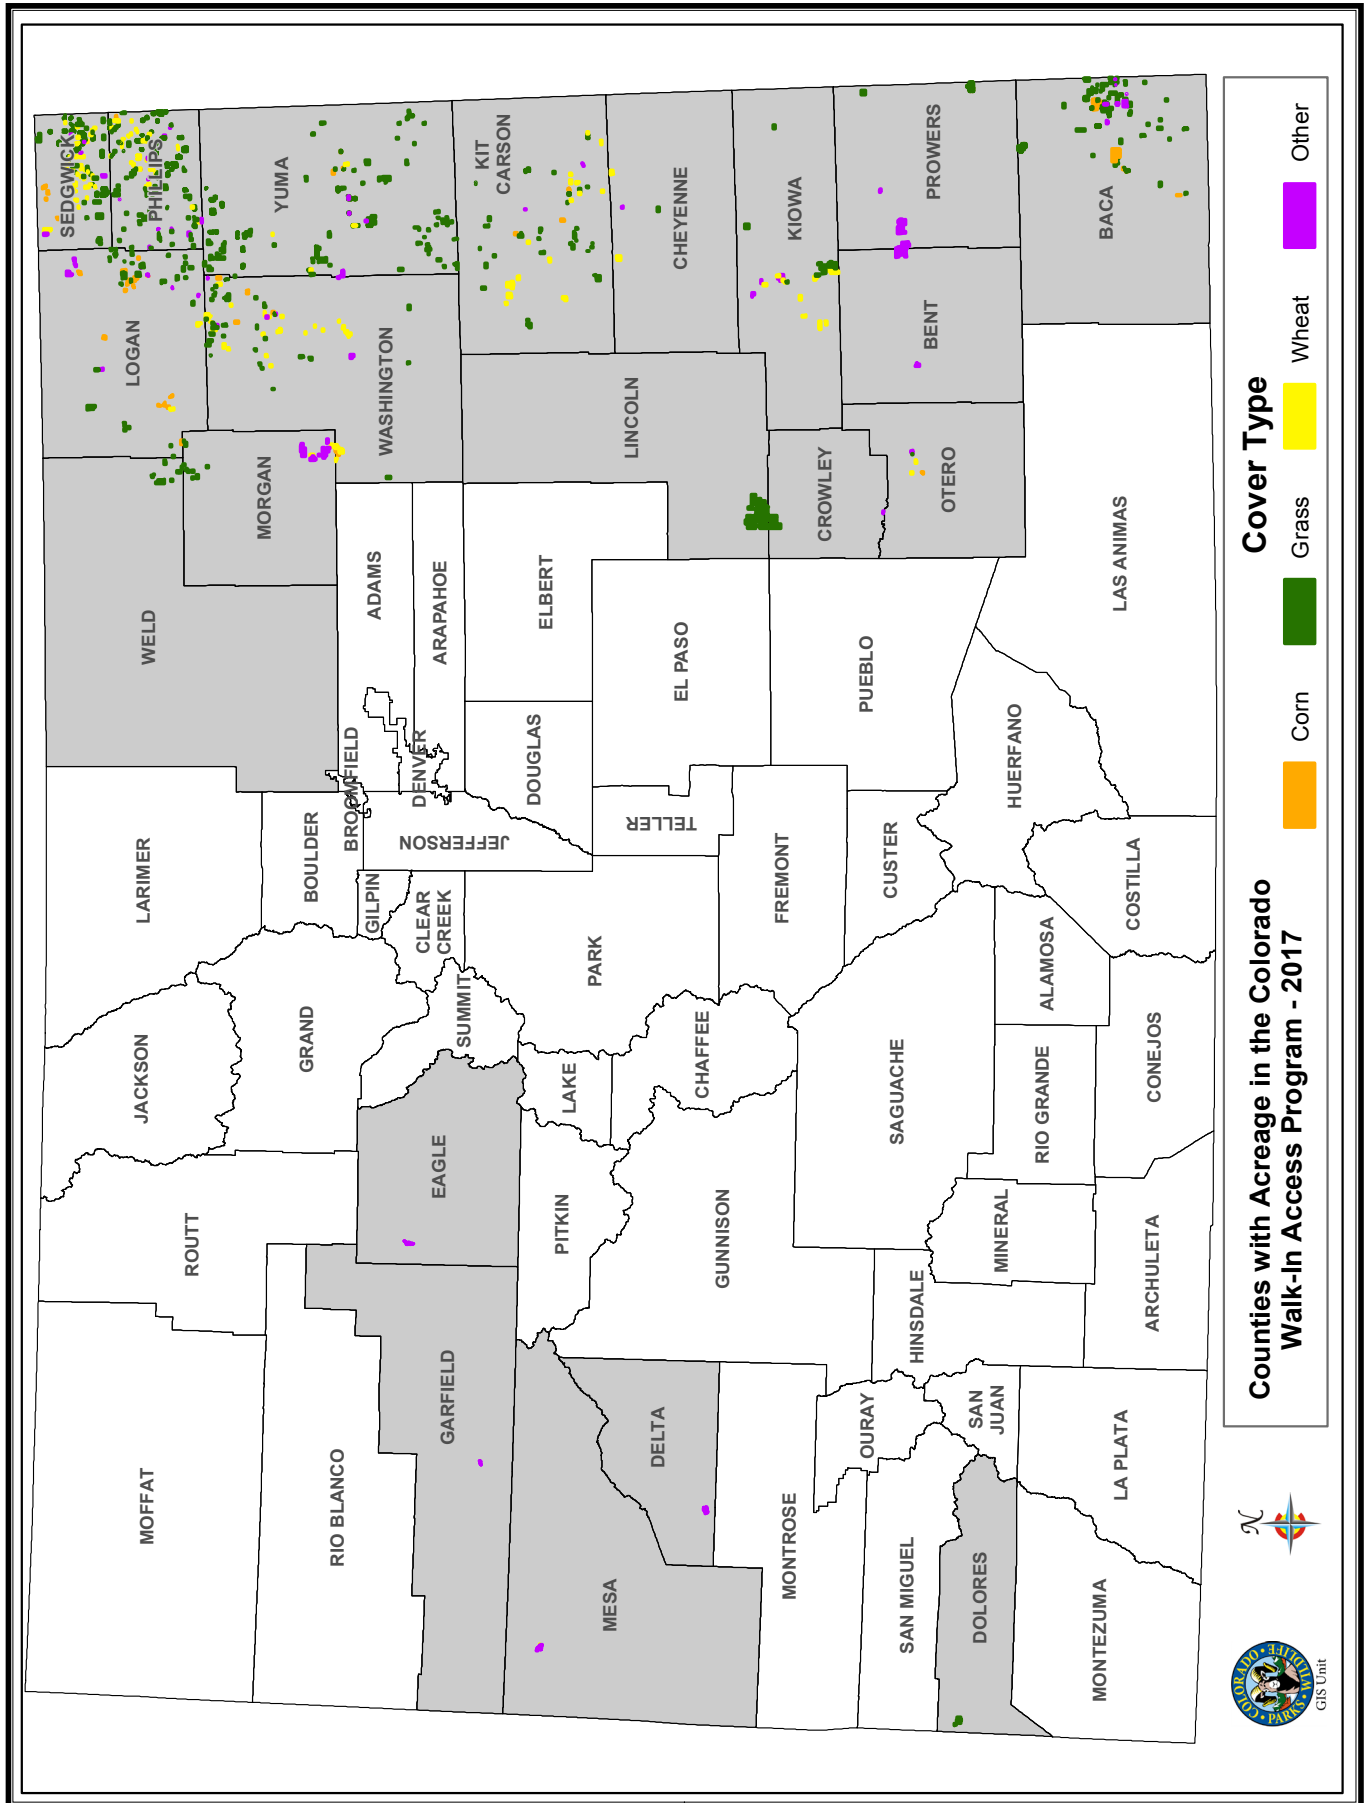 MOFFAT
ROUTT
JACKSON
LARIMER
WELD
LOGAN
SEDGWICK
PHILLIPS
RIO BLANCO
GRAND
BOULDER
BROOMFIELD
GILPIN
MORGAN
WASHINGTON
YUMA
GARFIELD
EAGLE
SUMMIT
CLEAR
CREEK
JEFFERSON
DENVER
ADAMS
ARAPAHOE
MESA
PITKIN
LAKE
PARK
DOUGLAS
ELBERT
LINCOLN
KIT
CARSON
DELTA
GUNNISON
CHAFFEE
TELLER
EL PASO
CHEYENNE
MONTROSE
OURAY
HINSDALE
SAGUACHE
FREMONT
CUSTER
PUEBLO
CROWLEY
KIOWA
SAN MIGUEL
DOLORES
SAN
JUAN
MINERAL
RIO GRANDE
ALAMOSA
HUERFANO
OTERO
BENT
PROWERS
MONTEZUMA
LA PLATA
ARCHULETA
CONEJOS
COSTILLA
LAS ANIMAS
BACA
COLORADO
PARKS • WILDLIFE
GIS Unit
N
Counties with Acreage in the Colorado
Walk-In Access Program - 2017
Cover Type
Corn
Grass
Wheat
Other